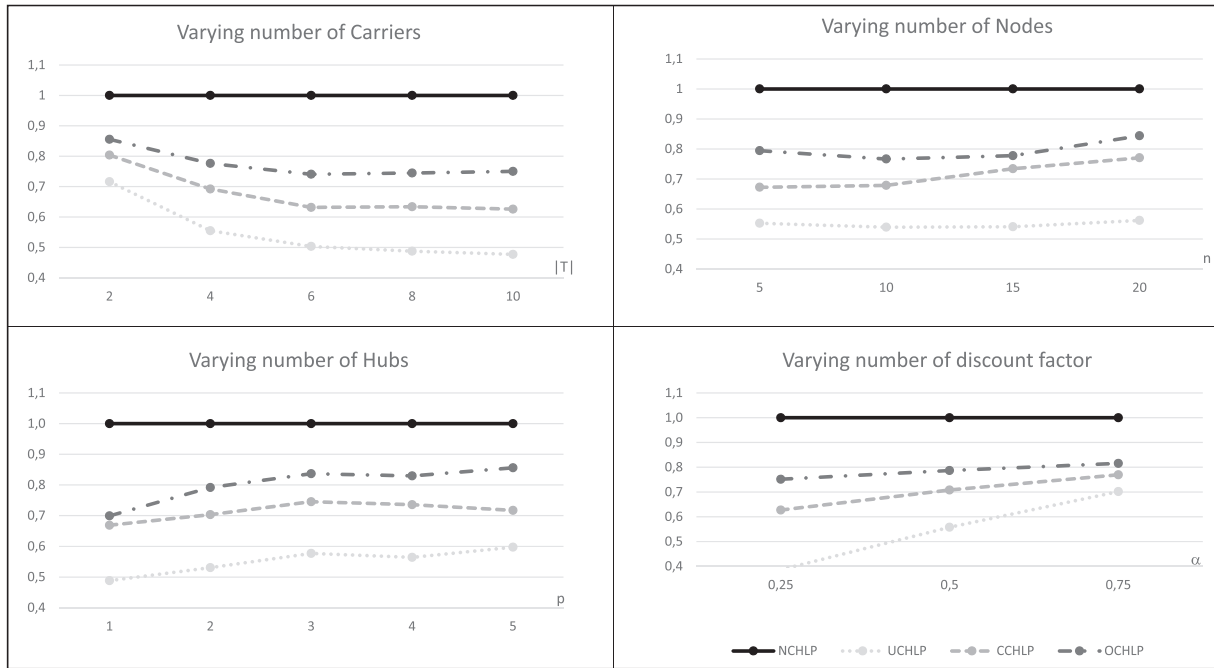 Varying number of Carriers
1,1
1
0,9
0,8
0,7
0,6
0,5
0,4
|T|
2 4 6 8 10
Varying number of Nodes
1,1
1
0,9
0,8
0,7
0,6
0,5
0,4
n
5 10 15 20
Varying number of Hubs
1,1
1,0
0,9
0,8
0,7
0,6
0,5
0,4
p
1 2 3 4 5
Varying number of discount factor
1,1
1,0
0,9
0,8
0,7
0,6
0,5
0,4
α
0,25 0,5 0,75
NCHLP UCHLP CCHLP OCHLP